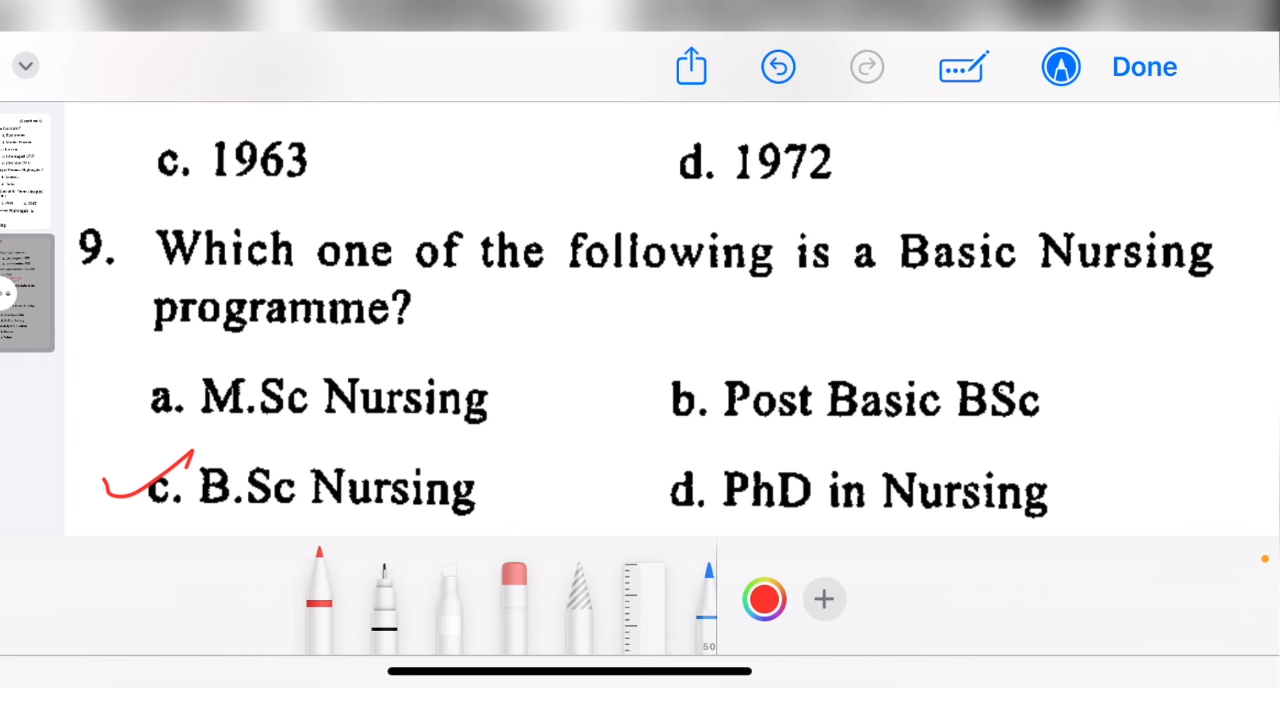 Done
c. 1963 d. 1972
9. Which one of the following is a Basic Nursing
programme?
a. M.Sc Nursing b. Post Basic BSc
c. B.Sc Nursing d. PhD in Nursing
50